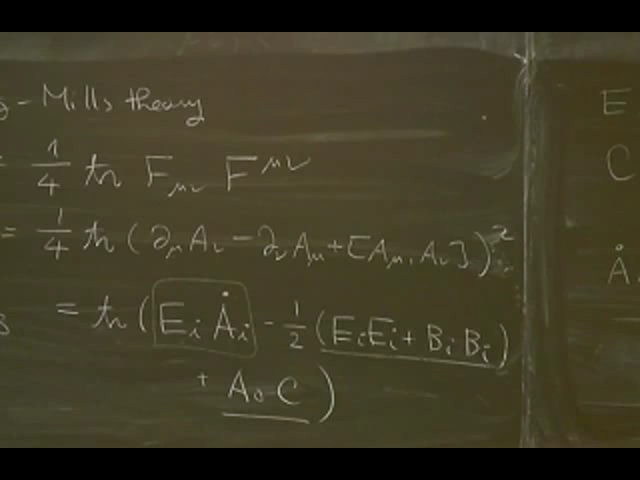 g-Mills theory
= 1/4 tr F_μν F^μν
= 1/4 tr (∂_μ A_ν - ∂_ν A_μ + [A_μ, A_ν])^2
= tr (E_i Ȧ_i - 1/2 (E_i E_i + B_i B_i)
+ A_0 C)
E
C
Ȧ